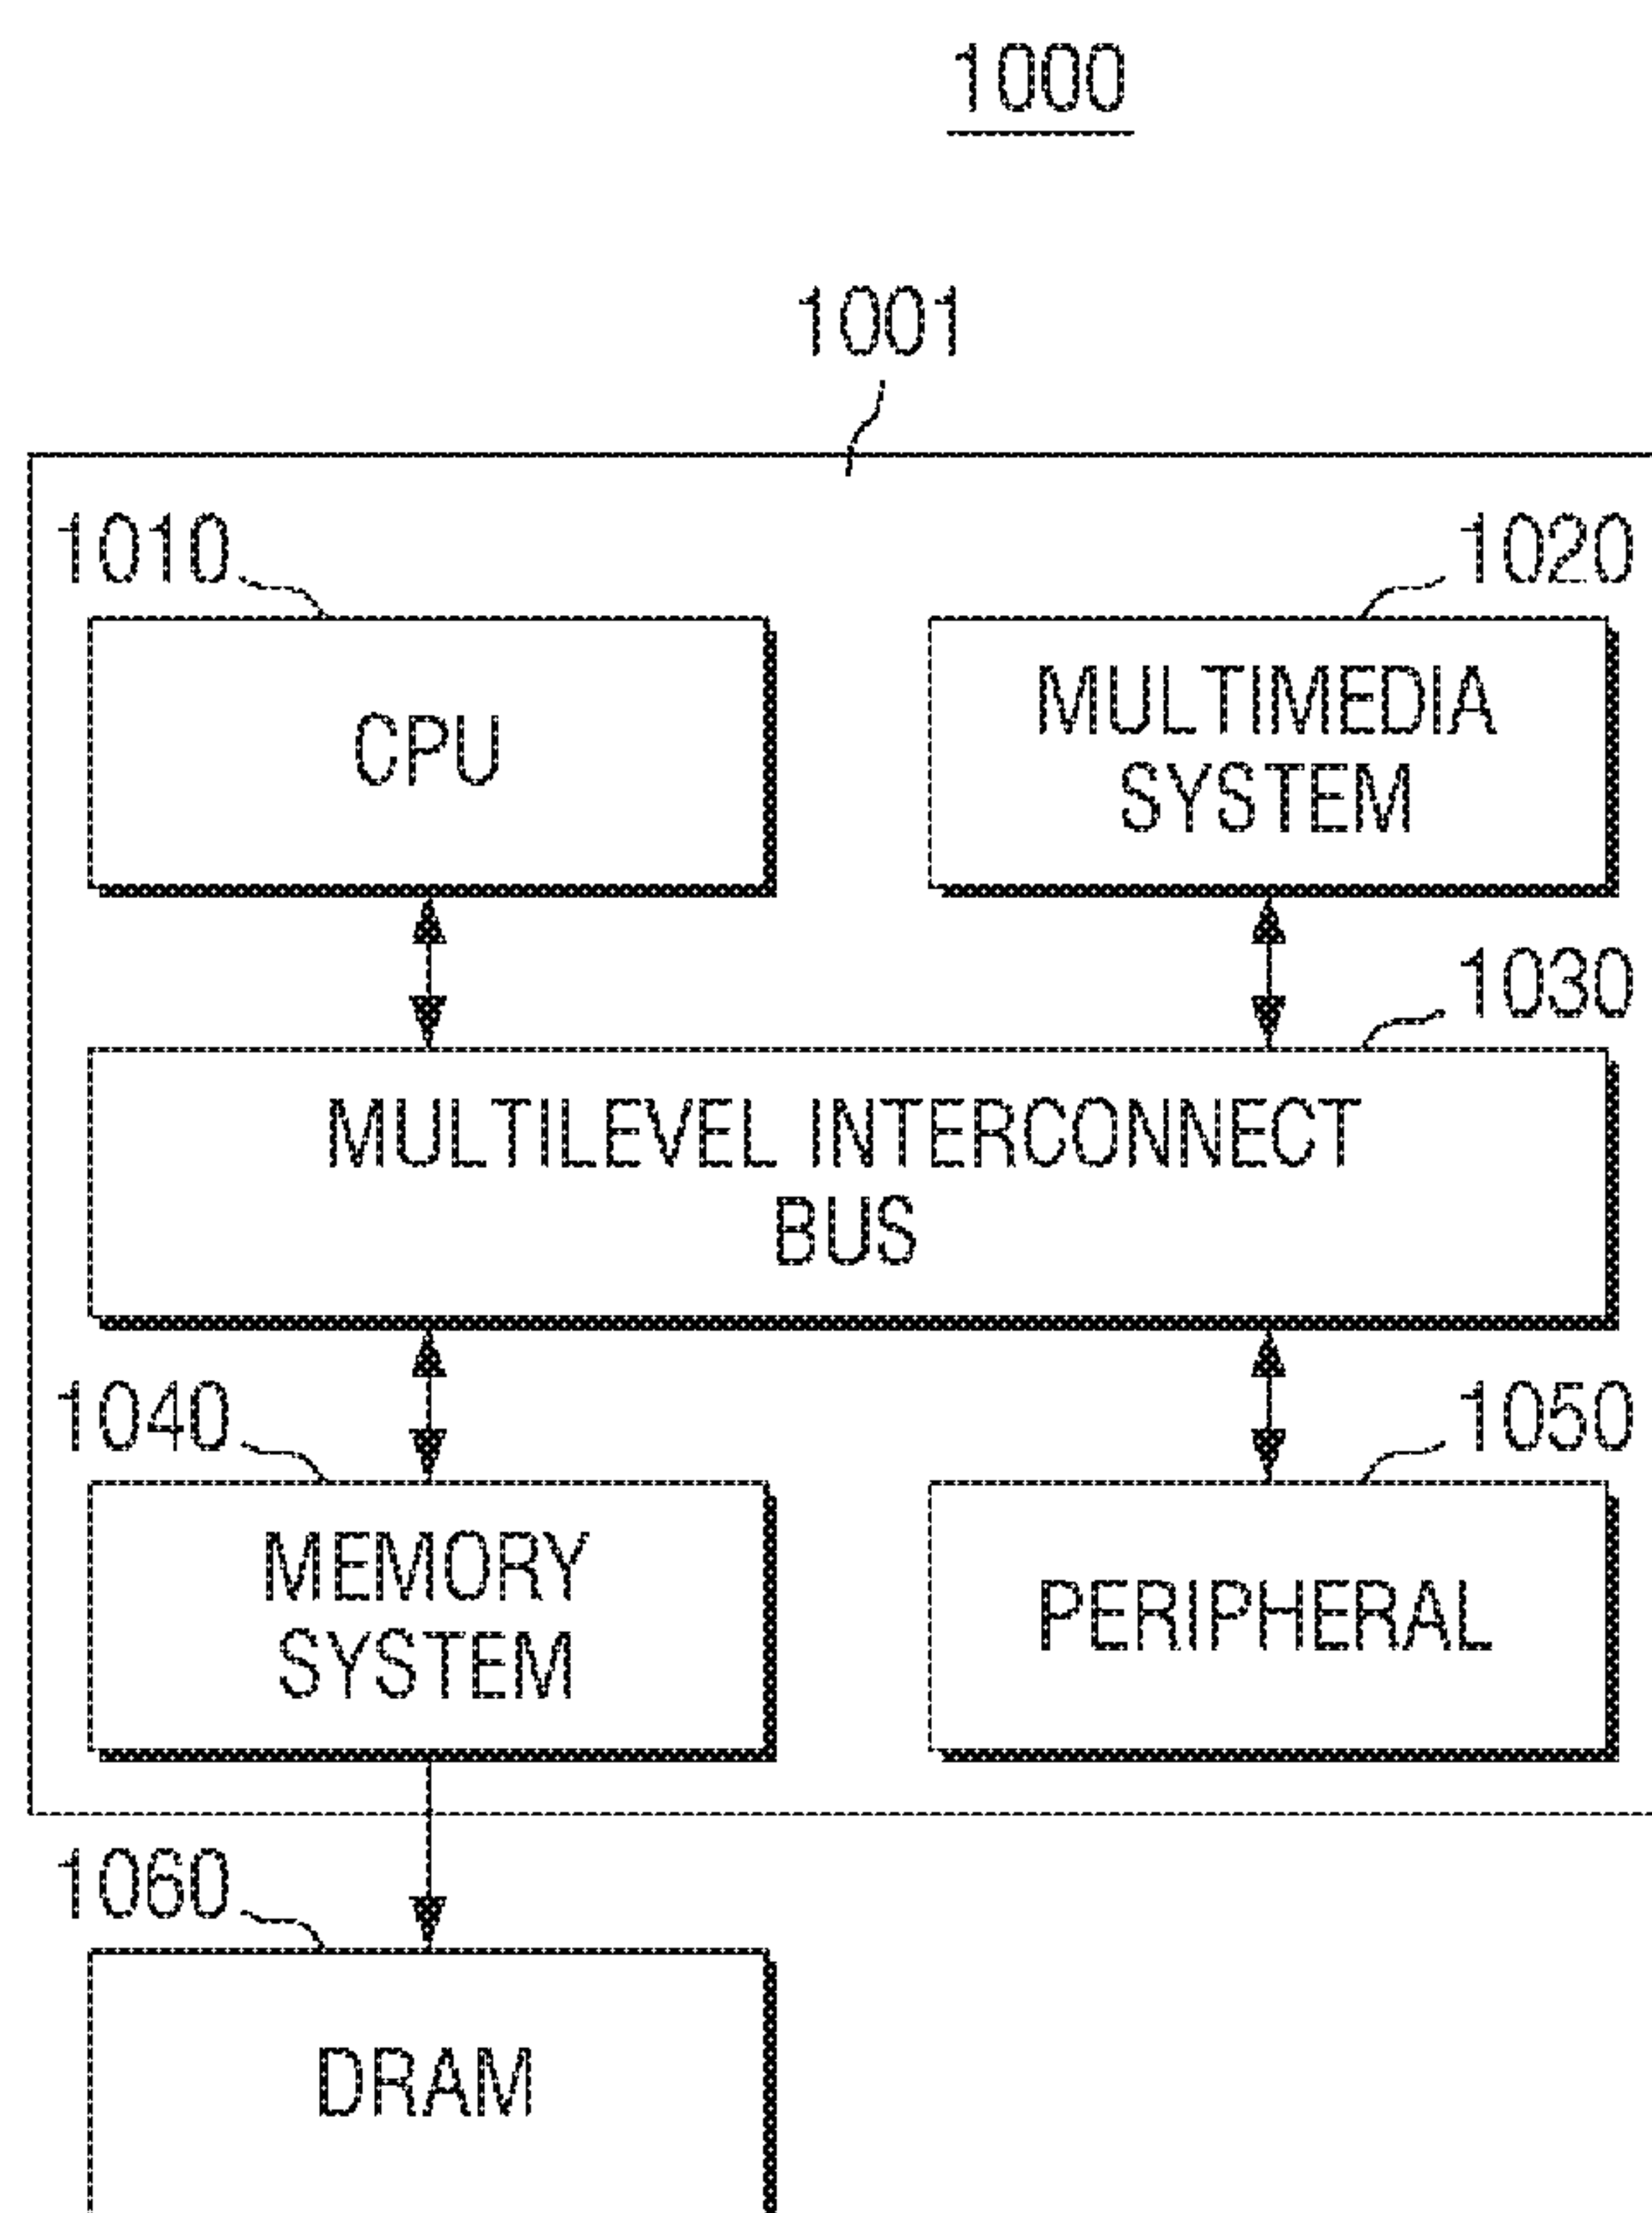 1000
1001
1010
1020
CPU
MULTIMEDIA
SYSTEM
1030
MULTILEVEL INTERCONNECT
BUS
1040
1050
MEMORY
SYSTEM
PERIPHERAL
1060
DRAM